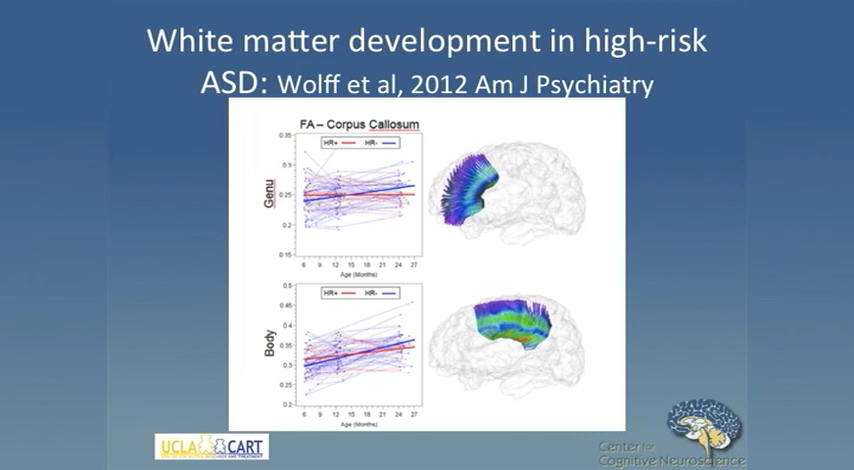 White matter development in high-risk
ASD: Wolff et al, 2012 Am J Psychiatry
FA – Corpus Callosum
0.35
HR+ HR-
0.3
Genu
0.25
0.2
0.15
6 9 12 15 18 21 24 27
Age (Months)
0.5
HR+ HR-
0.45
0.4
Body
0.35
0.3
0.25
0.2
6 9 12 15 18 21 24 27
Age (Months)
UCLA CART
Center for
Cognitive Neuroscience